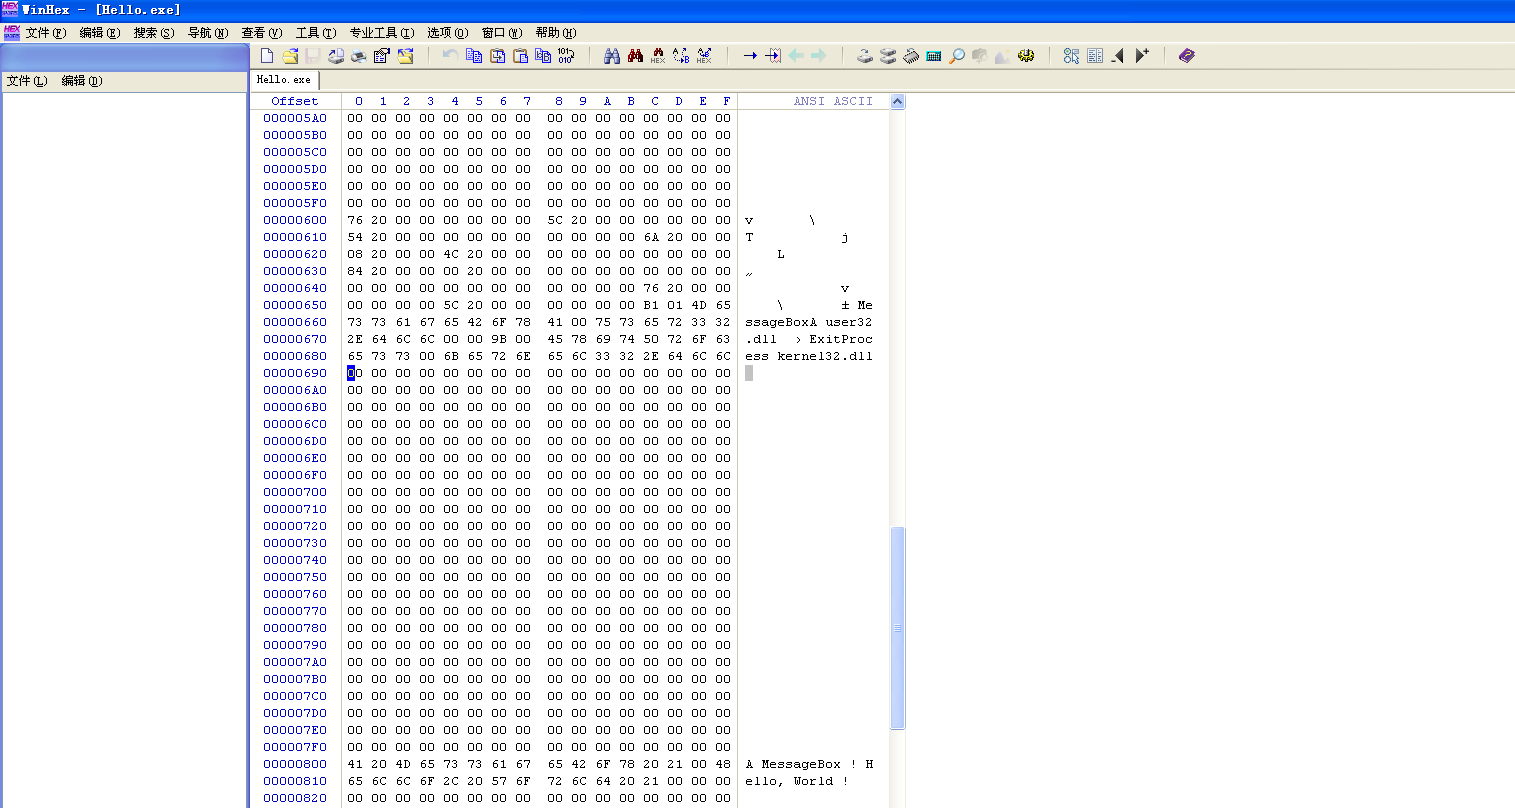 WinHex - [Hello.exe]
文件(F) 编辑(E) 搜索(S) 导航(N) 查看(V) 工具(T) 专业工具(I) 选项(O) 窗口(W) 帮助(H)
文件(L) 编辑(D)
Hello.exe
Offset 0 1 2 3 4 5 6 7 8 9 A B C D E F ANSI ASCII
000005A0 00 00 00 00 00 00 00 00 00 00 00 00 00 00 00 00
000005B0 00 00 00 00 00 00 00 00 00 00 00 00 00 00 00 00
000005C0 00 00 00 00 00 00 00 00 00 00 00 00 00 00 00 00
000005D0 00 00 00 00 00 00 00 00 00 00 00 00 00 00 00 00
000005E0 00 00 00 00 00 00 00 00 00 00 00 00 00 00 00 00
000005F0 00 00 00 00 00 00 00 00 00 00 00 00 00 00 00 00
00000600 76 20 00 00 00 00 00 00 5C 20 00 00 00 00 00 00 v \
00000610 54 20 00 00 00 00 00 00 00 00 00 00 6A 20 00 00 T j
00000620 08 20 00 00 4C 20 00 00 00 00 00 00 00 00 00 00 L
00000630 84 20 00 00 00 20 00 00 00 00 00 00 00 00 00 00 „
00000640 00 00 00 00 00 00 00 00 00 00 00 00 76 20 00 00 v
00000650 00 00 00 00 5C 20 00 00 00 00 00 00 B1 01 4D 65 \ ± Me
00000660 73 73 61 67 65 42 6F 78 41 00 75 73 65 72 33 32 ssageBoxA user32
00000670 2E 64 6C 6C 00 00 9B 00 45 78 69 74 50 72 6F 63 .dll › ExitProc
00000680 65 73 73 00 6B 65 72 6E 65 6C 33 32 2E 64 6C 6C ess kernel32.dll
00000690 00 00 00 00 00 00 00 00 00 00 00 00 00 00 00 00
000006A0 00 00 00 00 00 00 00 00 00 00 00 00 00 00 00 00
000006B0 00 00 00 00 00 00 00 00 00 00 00 00 00 00 00 00
000006C0 00 00 00 00 00 00 00 00 00 00 00 00 00 00 00 00
000006D0 00 00 00 00 00 00 00 00 00 00 00 00 00 00 00 00
000006E0 00 00 00 00 00 00 00 00 00 00 00 00 00 00 00 00
000006F0 00 00 00 00 00 00 00 00 00 00 00 00 00 00 00 00
00000700 00 00 00 00 00 00 00 00 00 00 00 00 00 00 00 00
00000710 00 00 00 00 00 00 00 00 00 00 00 00 00 00 00 00
00000720 00 00 00 00 00 00 00 00 00 00 00 00 00 00 00 00
00000730 00 00 00 00 00 00 00 00 00 00 00 00 00 00 00 00
00000740 00 00 00 00 00 00 00 00 00 00 00 00 00 00 00 00
00000750 00 00 00 00 00 00 00 00 00 00 00 00 00 00 00 00
00000760 00 00 00 00 00 00 00 00 00 00 00 00 00 00 00 00
00000770 00 00 00 00 00 00 00 00 00 00 00 00 00 00 00 00
00000780 00 00 00 00 00 00 00 00 00 00 00 00 00 00 00 00
00000790 00 00 00 00 00 00 00 00 00 00 00 00 00 00 00 00
000007A0 00 00 00 00 00 00 00 00 00 00 00 00 00 00 00 00
000007B0 00 00 00 00 00 00 00 00 00 00 00 00 00 00 00 00
000007C0 00 00 00 00 00 00 00 00 00 00 00 00 00 00 00 00
000007D0 00 00 00 00 00 00 00 00 00 00 00 00 00 00 00 00
000007E0 00 00 00 00 00 00 00 00 00 00 00 00 00 00 00 00
000007F0 00 00 00 00 00 00 00 00 00 00 00 00 00 00 00 00
00000800 41 20 4D 65 73 73 61 67 65 42 6F 78 20 21 00 48 A MessageBox ! H
00000810 65 6C 6C 6F 2C 20 57 6F 72 6C 64 20 21 00 00 00 ello, World !
00000820 00 00 00 00 00 00 00 00 00 00 00 00 00 00 00 00